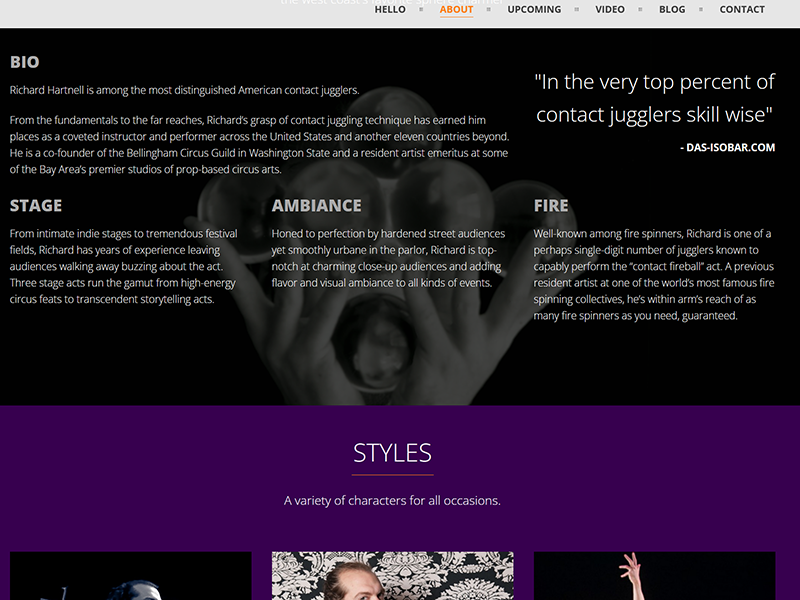 the west coast's favorite sphere charmer
HELLO ABOUT UPCOMING VIDEO BLOG CONTACT
BIO
Richard Hartnell is among the most distinguished American contact jugglers.
From the fundamentals to the far reaches, Richard's grasp of contact juggling technique has earned him
places as a coveted instructor and performer across the United States and another eleven countries beyond.
He is a co-founder of the Bellingham Circus Guild in Washington State and a resident artist emeritus at some
of the Bay Area's premier studios of prop-based circus arts.
"In the very top percent of
contact jugglers skill wise"
- DAS-ISOBAR.COM
STAGE
From intimate indie stages to tremendous festival
fields, Richard has years of experience leaving
audiences walking away buzzing about the act.
Three stage acts run the gamut from high-energy
circus feats to transcendent storytelling acts.
AMBIANCE
Honed to perfection by hardened street audiences
yet smoothly urbane in the parlor, Richard is top-
notch at charming close-up audiences and adding
flavor and visual ambiance to all kinds of events.
FIRE
Well-known among fire spinners, Richard is one of a
perhaps single-digit number of jugglers known to
capably perform the “contact fireball” act. A previous
resident artist at one of the world's most famous fire
spinning collectives, he's within arm's reach of as
many fire spinners as you need, guaranteed.
STYLES
A variety of characters for all occasions.